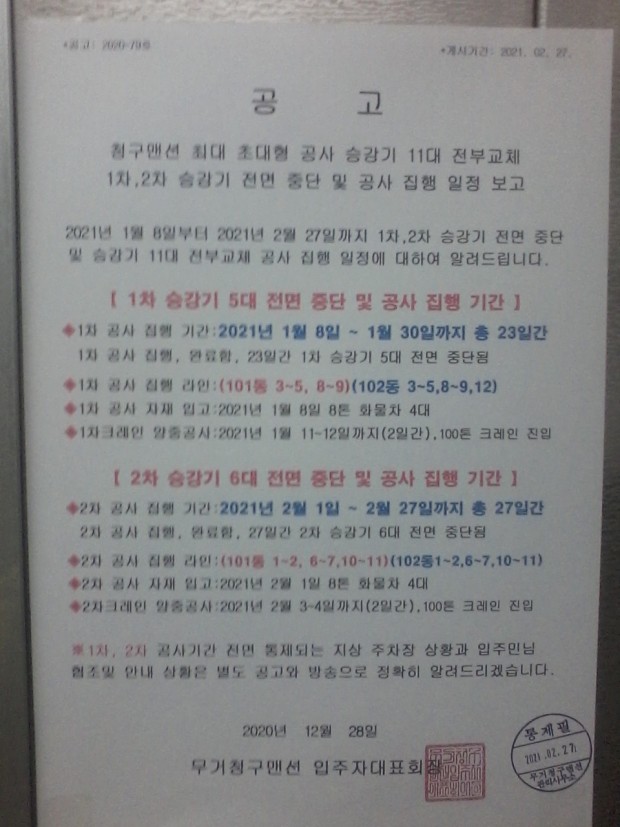 *공고: 2020-79호
*게시기간: 2021. 02. 27.
공 고
청구맨션 최대 초대형 공사 승강기 11대 전부교체
1차,2차 승강기 전면 중단 및 공사 집행 일정 보고
2021년 1월 8일부터 2021년 2월 27일까지 1차,2차 승강기 전면 중단
및 승강기 11대 전부교체 공사 집행 일정에 대하여 알려드립니다.
[ 1차 승강기 5대 전면 중단 및 공사 집행 기간 ]
◈1차 공사 집행 기간:2021년 1월 8일 ~ 1월 30일까지 총 23일간
1차 공사 집행, 완료함, 23일간 1차 승강기 5대 전면 중단됨
◈1차 공사 집행 라인:(101동 3~5, 8~9)(102동 3~5,8~9,12)
◈1차 공사 자재 입고:2021년 1월 8일 8톤 화물차 4대
◈1차크레인 양중공사:2021년 1월 11-12일까지(2일간),100톤 크레인 진입
[ 2차 승강기 6대 전면 중단 및 공사 집행 기간 ]
◈2차 공사 집행 기간:2021년 2월 1일 ~ 2월 27일까지 총 27일간
2차 공사 집행, 완료함, 27일간 2차 승강기 6대 전면 중단됨
◈2차 공사 집행 라인:(101동 1~2, 6~7,10~11)(102동1~2,6~7,10~11)
◈2차 공사 자재 입고:2021년 2월 1일 8톤 화물차 4대
◈2차크레인 양중공사:2021년 2월 3-4일까지(2일간),100톤 크레인 진입
※1차, 2차 공사기간 전면 통제되는 지상 주차장 상황과 입주민님
협조및 안내 상황은 별도 공고와 방송으로 정확히 알려드리겠습니다.
2020년 12월 28일
무거청구맨션 입주자대표회장
2021. 02. 27.
무거청구맨션
관리사무소